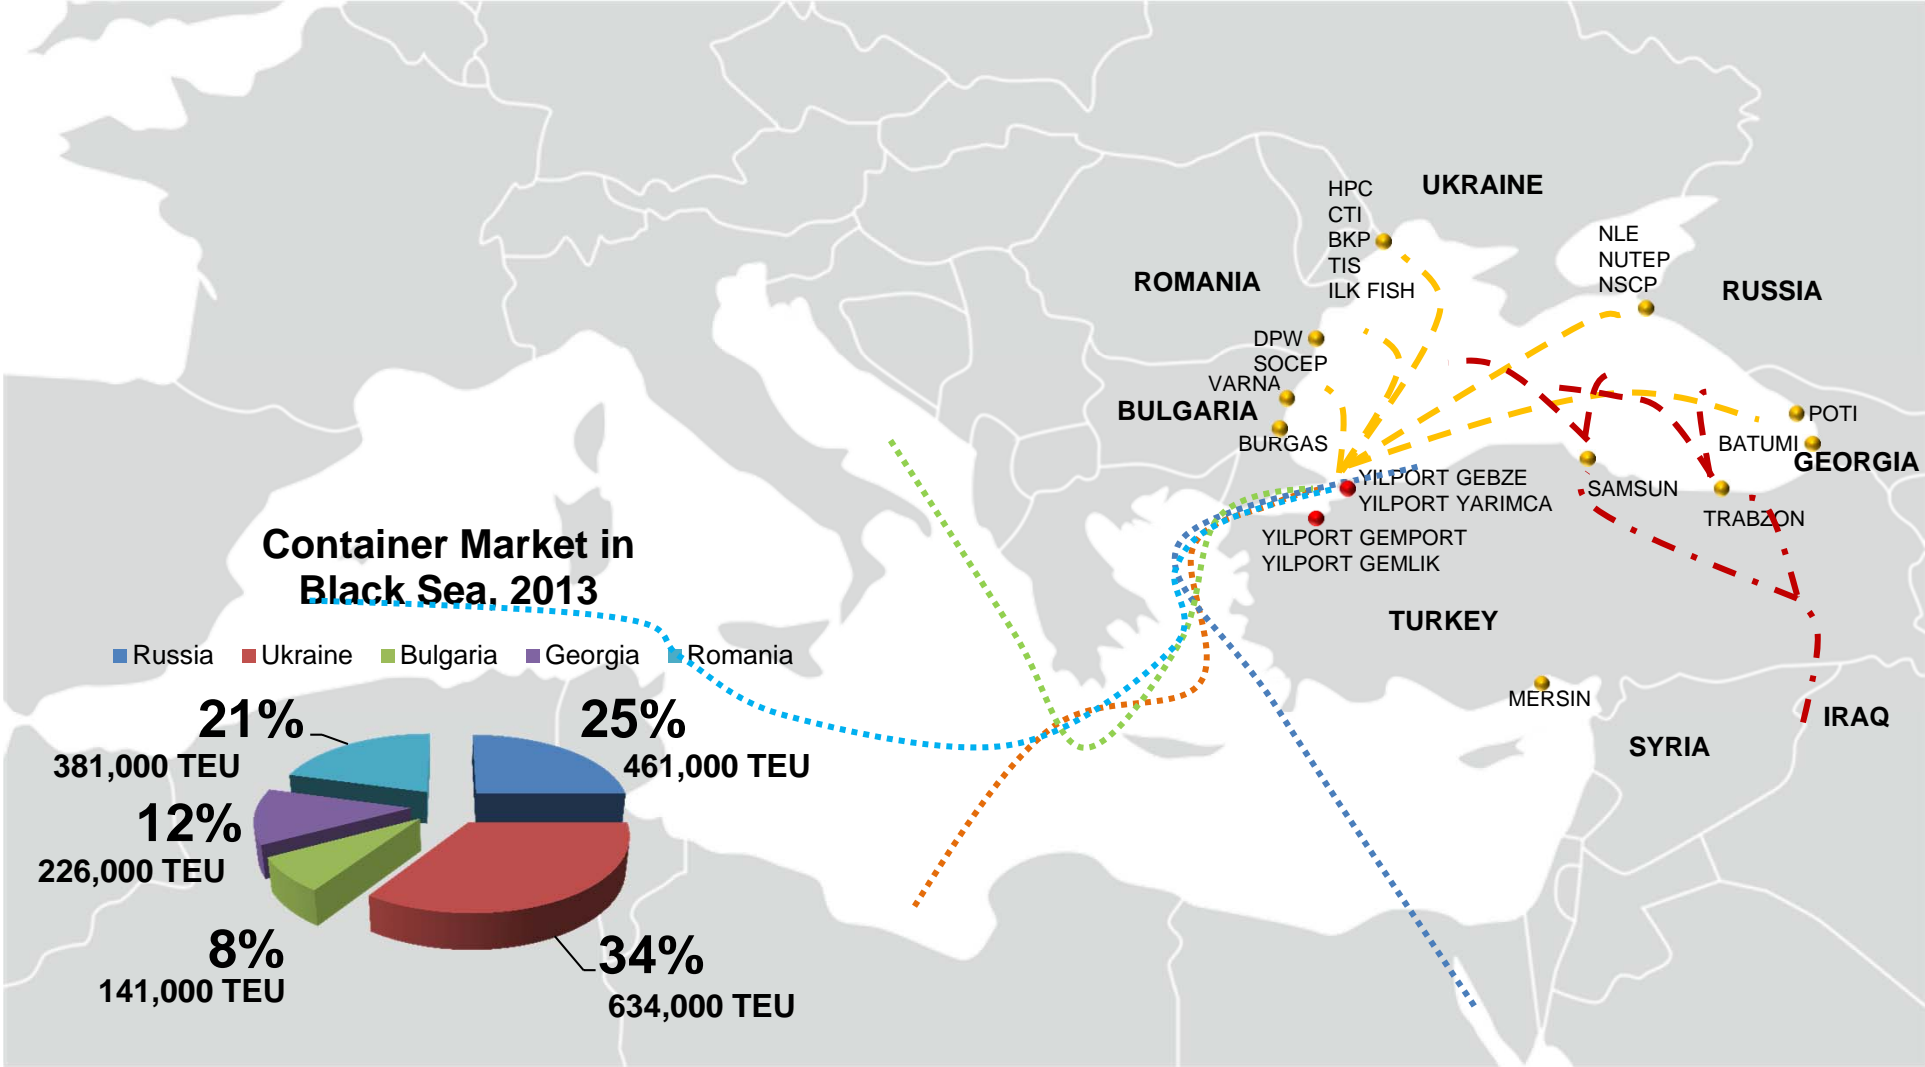 HPC
CTI
BKP
TIS
ILK FISH
UKRAINE
NLE
NUTEP
NSCP
ROMANIA
RUSSIA
DPW
SOCEP
VARNA
BULGARIA
BURGAS
POTI
BATUMI
GEORGIA
YILPORT GEBZE
YILPORT YARIMCA
SAMSUN
TRABZON
YILPORT GEMPORT
YILPORT GEMLIK
TURKEY
MERSIN
IRAQ
SYRIA
Container Market in
Black Sea, 2013
Russia Ukraine Bulgaria Georgia Romania
21%
381,000 TEU
25%
461,000 TEU
12%
226,000 TEU
8%
141,000 TEU
34%
634,000 TEU